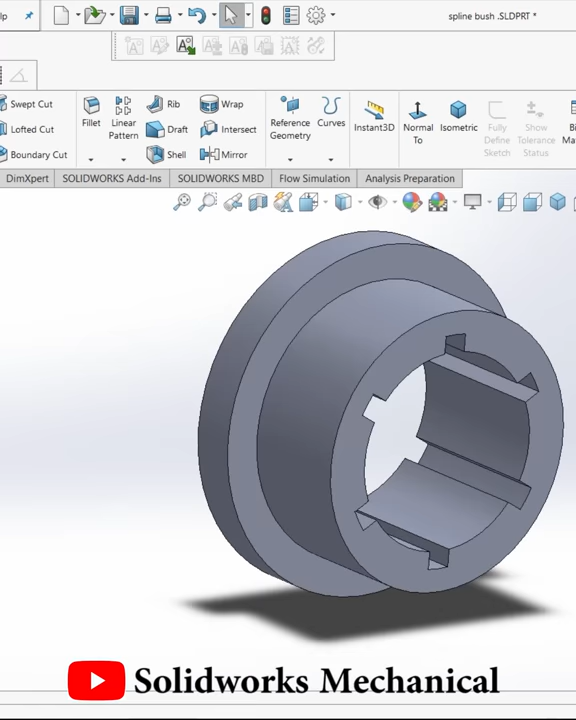 lp
spline bush .SLDPRT *
Swept Cut
Lofted Cut
Boundary Cut
Fillet
Linear
Pattern
Rib
Draft
Shell
Wrap
Intersect
Mirror
Reference
Geometry
Curves
Instant3D
Normal
To
Isometric
Fully
Define
Sketch
Show
Tolerance
Status
Bi
Ma
DimXpert
SOLIDWORKS Add-Ins
SOLIDWORKS MBD
Flow Simulation
Analysis Preparation
Solidworks Mechanical